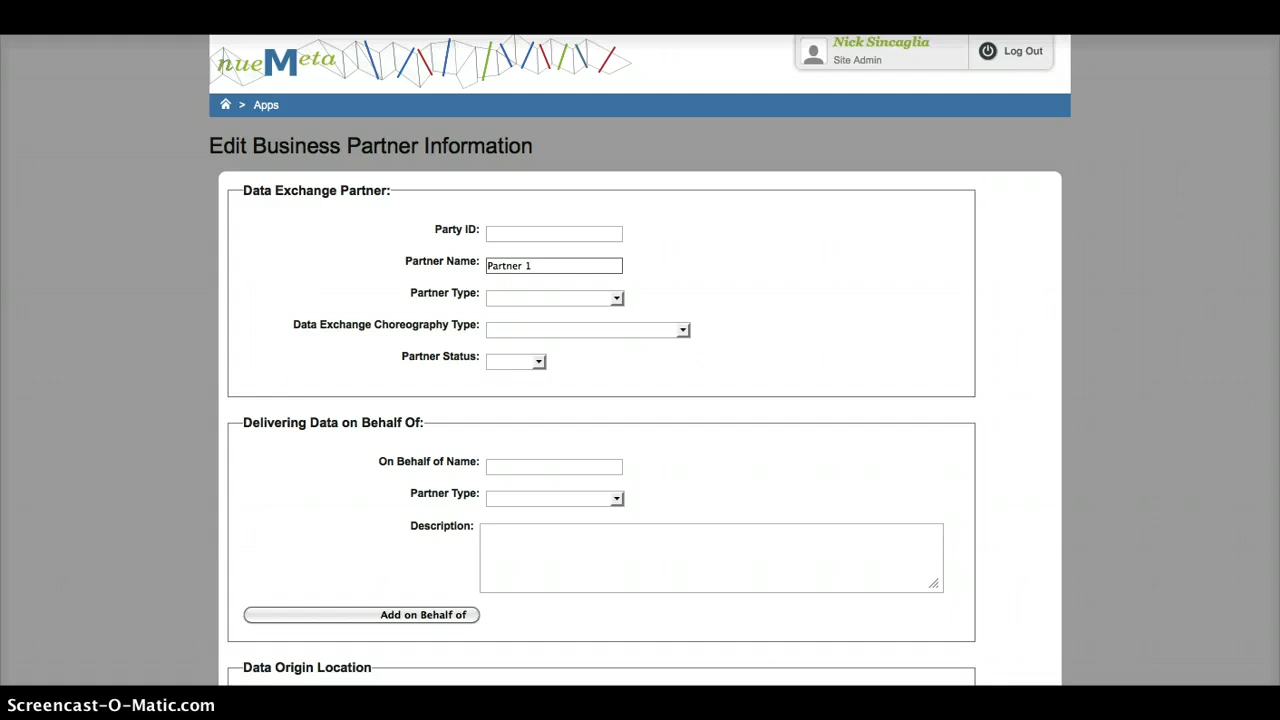 nueMeta
Nick Sincaglia
Site Admin
Log Out
> Apps
Edit Business Partner Information
Data Exchange Partner:
Party ID:
Partner Name: Partner 1
Partner Type:
Data Exchange Choreography Type:
Partner Status:
Delivering Data on Behalf Of:
On Behalf of Name:
Partner Type:
Description:
Add on Behalf of
Data Origin Location
Screencast-O-Matic.com